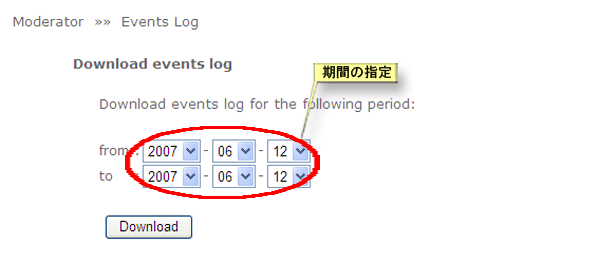 Moderator »» Events Log
Download events log
期間の指定
Download events log for the following period:
from : 2007 - 06 - 12
to : 2007 - 06 - 12
Download